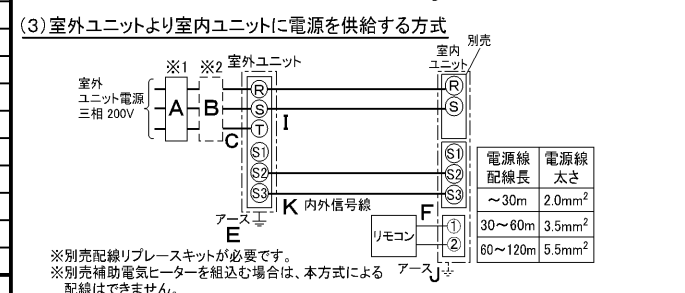 (3)室外ユニットより室内ユニットに電源を供給する方式
※1 ※2 室外ユニット
室内
ユニット
別売
室外
ユニット電源
三相 200V
A
B
C
R
S
T
S1
S2
S3
I
R
S
S1
S2
S3
K 内外信号線
アース
E
F
リモコン
①
②
アース
J
電源線
配線長
電源線
太さ
～30m 2.0mm²
30～60m 3.5mm²
60～120m 5.5mm²
※別売配線リプレースキットが必要です。
※別売補助電気ヒーターを組込む場合は、本方式による
配線はできません。